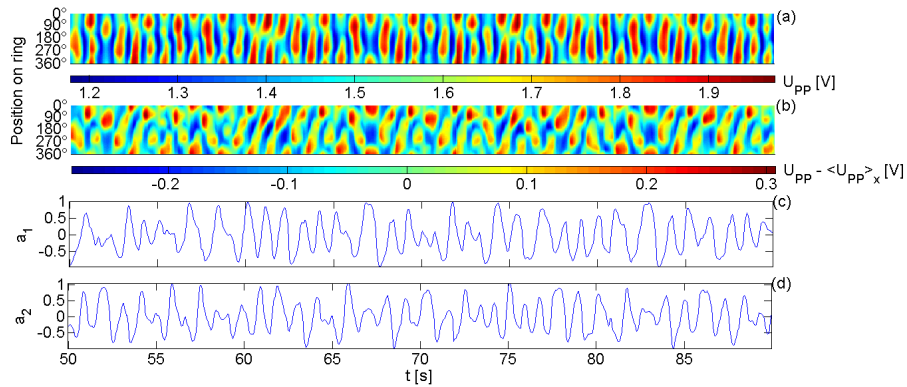 (a)
0°
90°
180°
270°
360°
1.2 1.3 1.4 1.5 1.6 1.7 1.8 1.9 U_PP [V]
Position on ring
(b)
0°
90°
180°
270°
360°
-0.2 -0.1 0 0.1 0.2 0.3 U_PP - <U_PP>_x [V]
(c)
a_1
1
0.5
0
-0.5
(d)
a_2
1
0.5
0
-0.5
50 55 60 65 70 75 80 85
t [s]